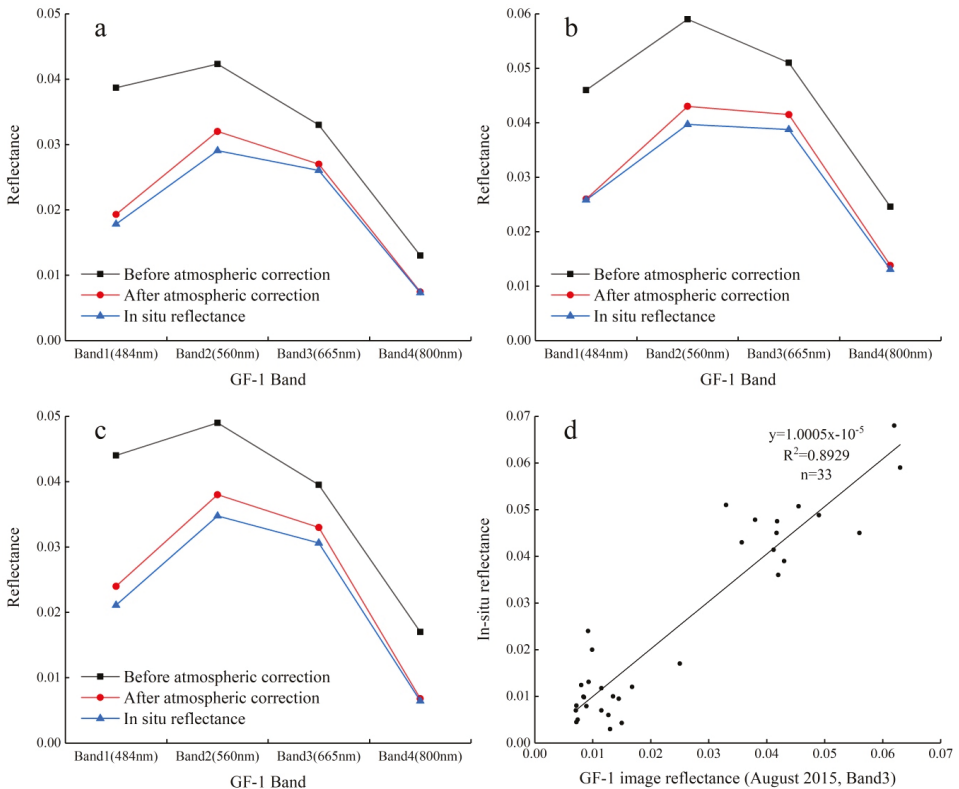 a
0.05
0.04
0.03
0.02
0.01
0.00
Reflectance
Before atmospheric correction
After atmospheric correction
In situ reflectance
Band1(484nm) Band2(560nm) Band3(665nm) Band4(800nm)
GF-1 Band
b
0.06
0.05
0.04
0.03
0.02
0.01
0.00
Reflectance
Before atmospheric correction
After atmospheric correction
In situ reflectance
Band1(484nm) Band2(560nm) Band3(665nm) Band4(800nm)
GF-1 Band
c
0.05
0.04
0.03
0.02
0.01
0.00
Reflectance
Before atmospheric correction
After atmospheric correction
In situ reflectance
Band1(484nm) Band2(560nm) Band3(665nm) Band4(800nm)
GF-1 Band
d
y=1.0005x-10⁻⁵
R²=0.8929
n=33
0.07
0.06
0.05
0.04
0.03
0.02
0.01
0.00
In-situ reflectance
0.00 0.01 0.02 0.03 0.04 0.05 0.06 0.07
GF-1 image reflectance (August 2015, Band3)